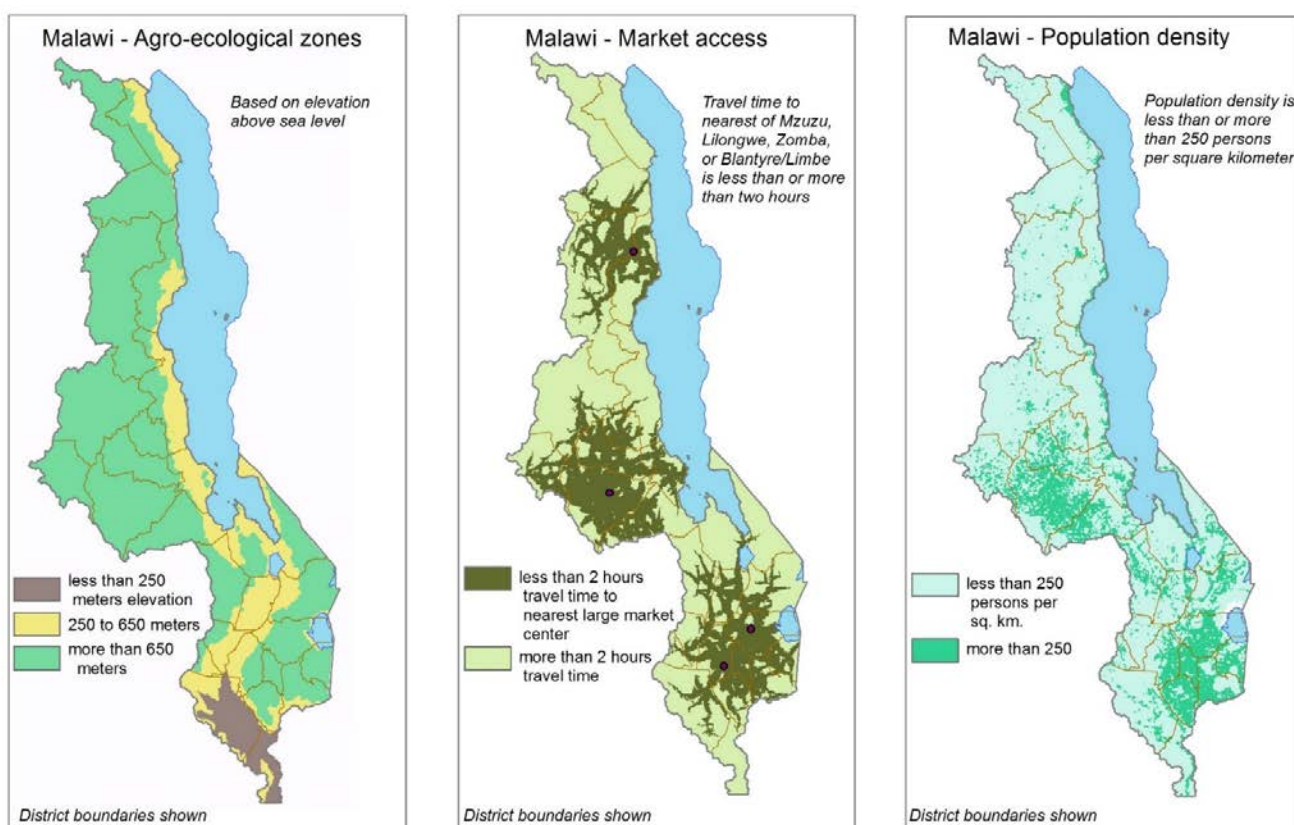 Malawi - Agro-ecological zones
Based on elevation
above sea level
less than 250
meters elevation
250 to 650 meters
more than 650
meters
District boundaries shown
Malawi - Market access
Travel time to
nearest of Mzuzu,
Lilongwe, Zomba,
or Blantyre/Limbe
is less than or more
than two hours
less than 2 hours
travel time to
nearest large market
center
more than 2 hours
travel time
District boundaries shown
Malawi - Population density
Population density is
less than or more
than 250 persons
per square kilometer
less than 250
persons per
sq. km.
more than 250
District boundaries shown